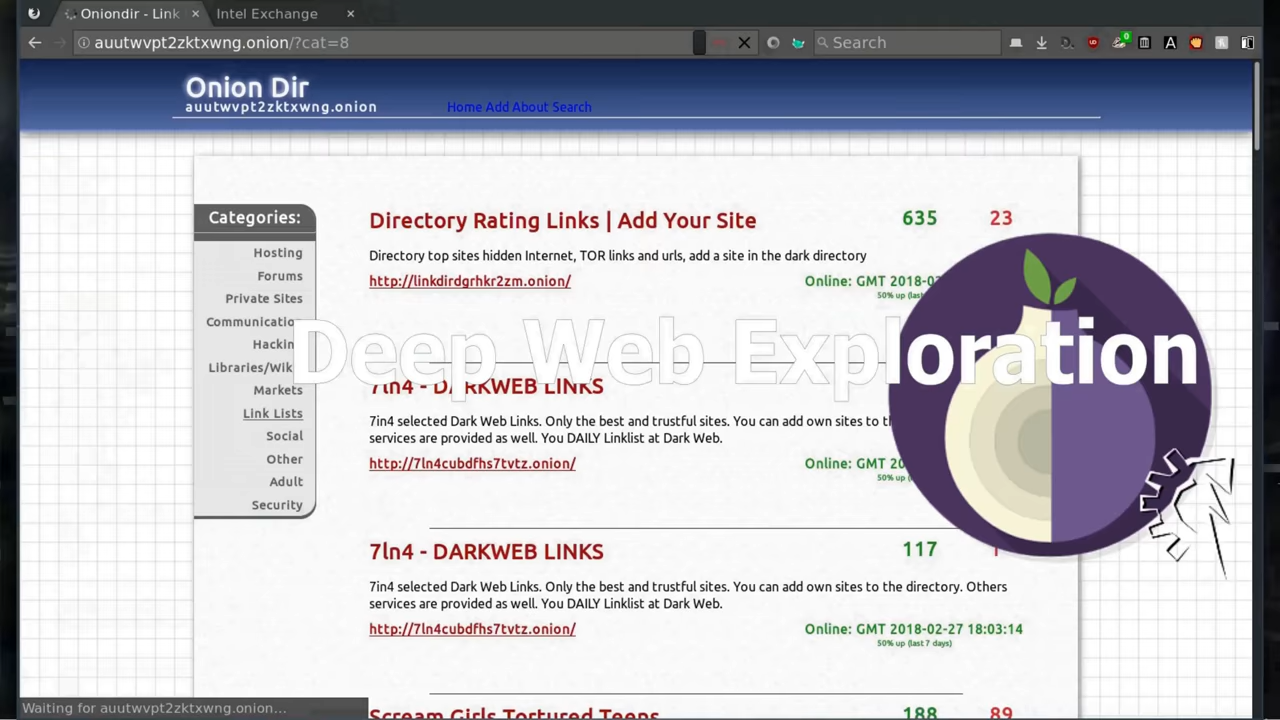 Oniondir - Link
Intel Exchange
auutwvpt2zktxwng.onion/?cat=8
Search
0
Onion Dir
auutwvpt2zktxwng.onion
Home Add About Search
Categories:
Hosting
Forums
Private Sites
Communication
Hackin
Libraries/Wik
Markets
Link Lists
Social
Other
Adult
Security
Directory Rating Links | Add Your Site
635 23
Directory top sites hidden Internet, TOR links and urls, add a site in the dark directory
http://linkdirdgrhkr2zm.onion/
Online: GMT 2018-0
50% up (las
Deep Web Exploration
7ln4 - DARKWEB LINKS
7in4 selected Dark Web Links. Only the best and trustful sites. You can add own sites to th
services are provided as well. You DAILY Linklist at Dark Web.
http://7ln4cubdfhs7tvtz.onion/
Online: GMT 20
50% up (
7ln4 - DARKWEB LINKS
117
7in4 selected Dark Web Links. Only the best and trustful sites. You can add own sites to the directory. Others
services are provided as well. You DAILY Linklist at Dark Web.
http://7ln4cubdfhs7tvtz.onion/
Online: GMT 2018-02-27 18:03:14
50% up (last 7 days)
Scream Girls Tortured Teens
188 89
Waiting for auutwvpt2zktxwng.onion...